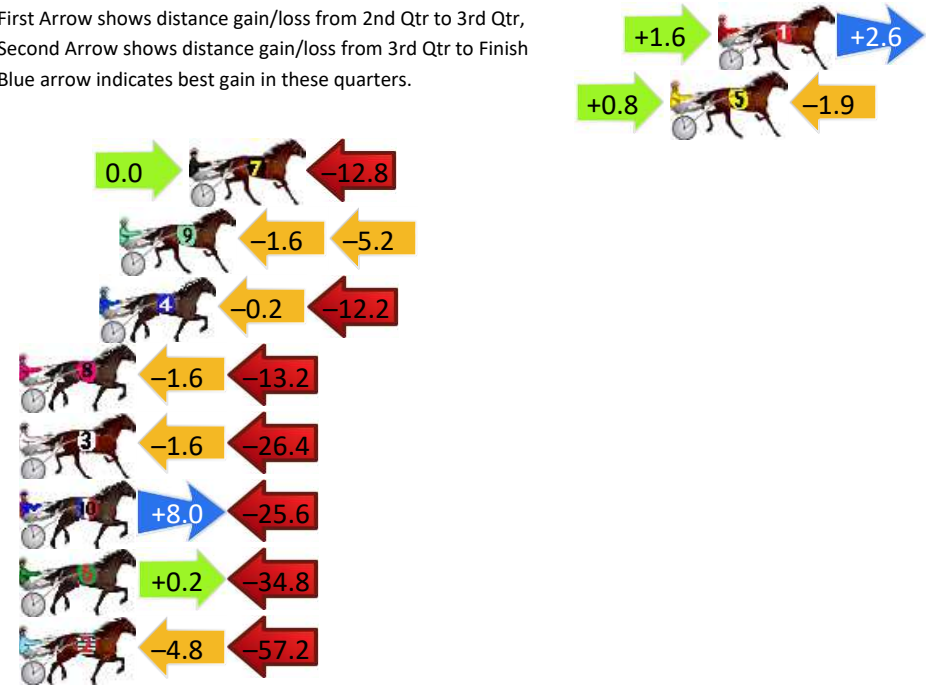 First Arrow shows distance gain/loss from 2nd Qtr to 3rd Qtr,
Second Arrow shows distance gain/loss from 3rd Qtr to Finish
Blue arrow indicates best gain in these quarters.
+1.6 1 +2.6
+0.8 5 –1.9
0.0 7 –12.8
9 –1.6 –5.2
4 –0.2 –12.2
8 –1.6 –13.2
3 –1.6 –26.4
10 +8.0 –25.6
6 +0.2 –34.8
2 –4.8 –57.2